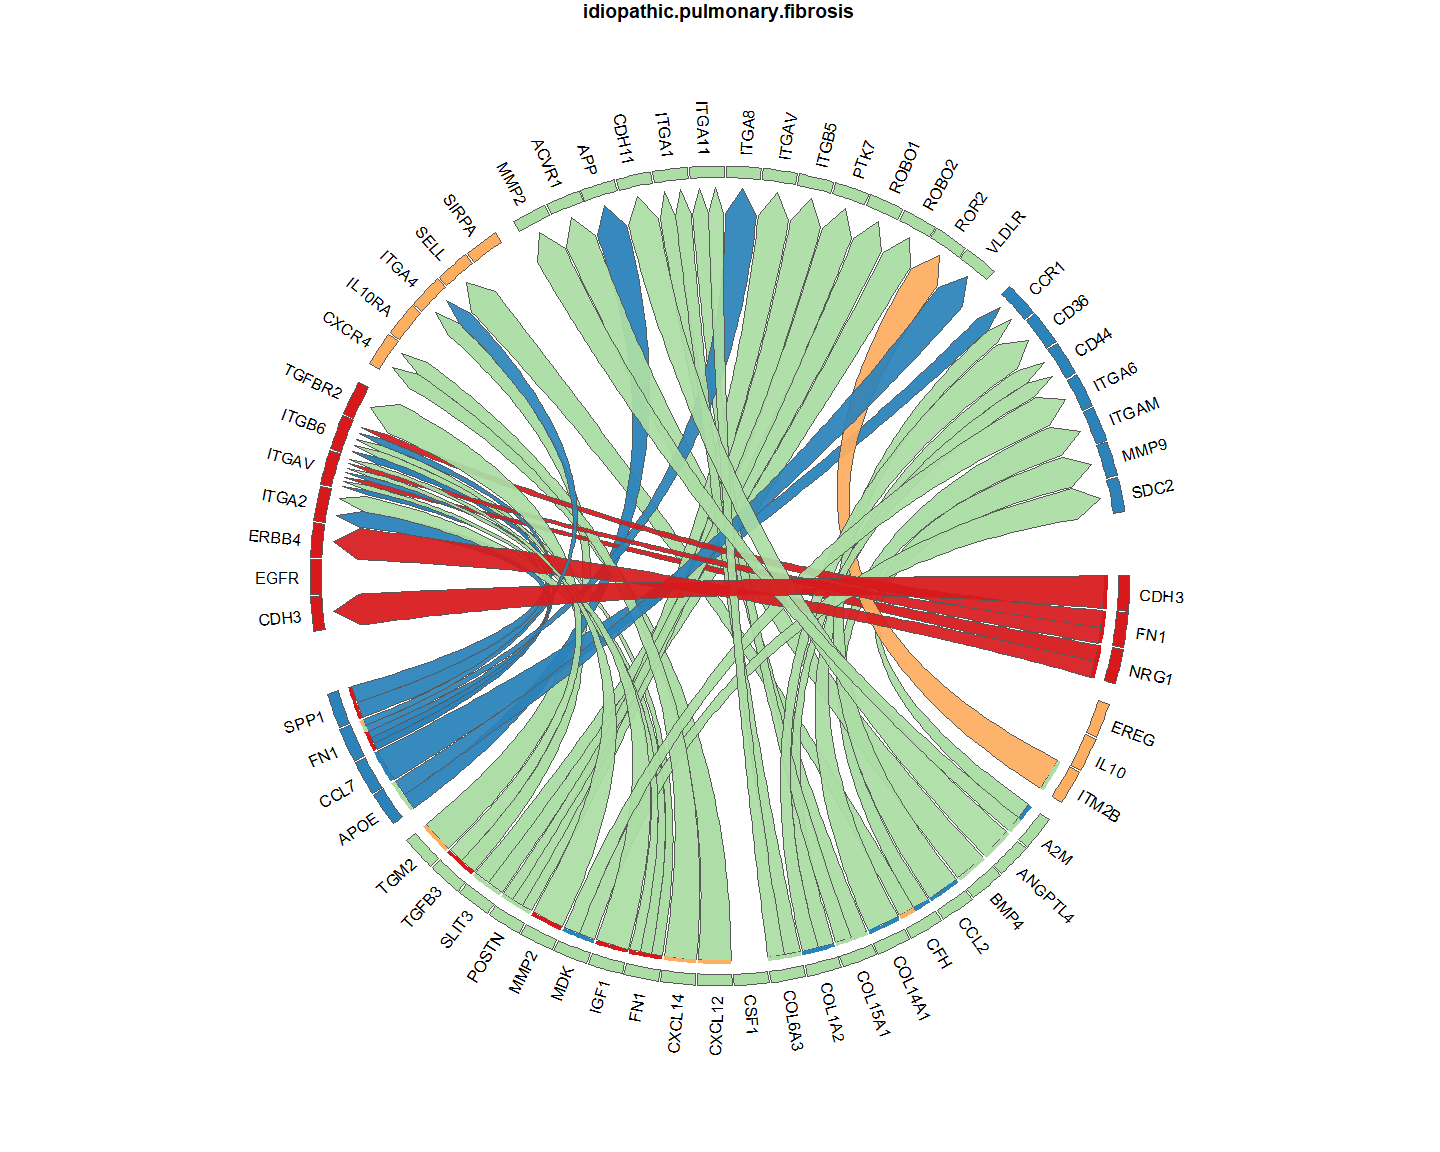 idiopathic.pulmonary.fibrosis
MMP2
ACVR1
APP
CDH11
ITGA1
ITGA11
ITGA8
ITGAV
ITGB5
PTK7
ROBO1
ROBO2
ROR2
VLDLR
CCR1
CD36
CD44
ITGA6
ITGAM
MMP9
SDC2
CDH3
FN1
NRG1
EREG
IL10
ITM2B
A2M
ANGPTL4
BMP4
CCL2
CFH
COL14A1
COL15A1
COL1A2
COL6A3
CSF1
CXCL12
CXCL14
FN1
IGF1
MDK
MMP2
POSTN
SLIT3
TGFB3
TGM2
APOE
CCL7
FN1
SPP1
CDH3
EGFR
ERBB4
ITGA2
ITGAV
ITGB6
TGFBR2
CXCR4
IL10RA
ITGA4
SELL
SIRPA